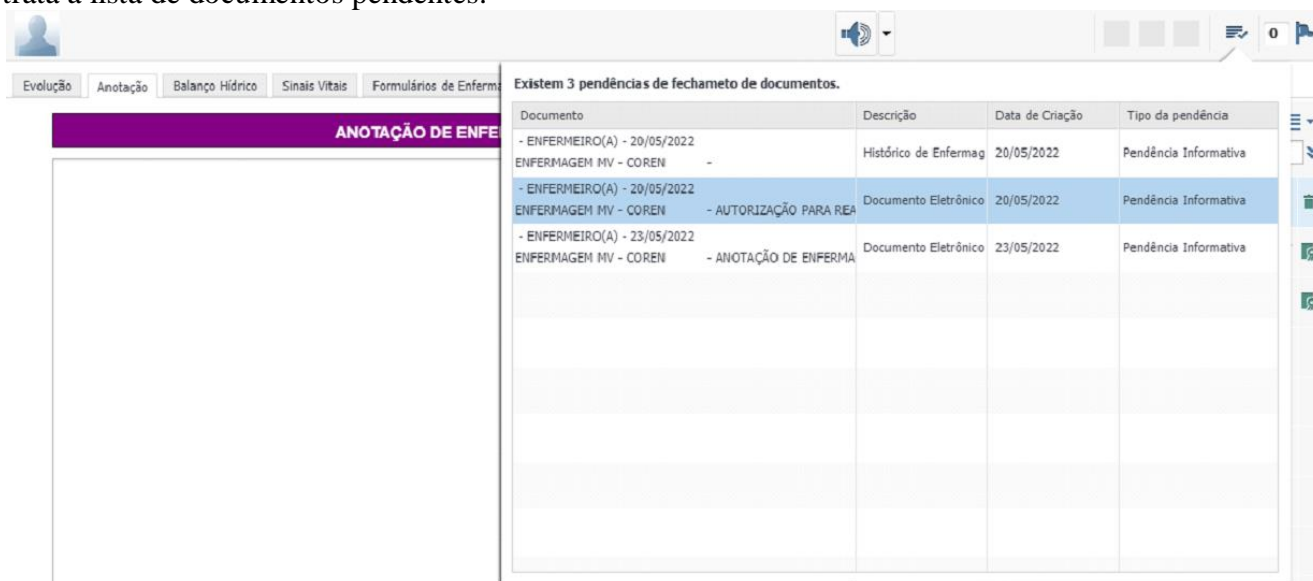 trata a lista de documentos pendentes.
0
Evolução Anotação Balanço Hídrico Sinais Vitais Formulários de Enferma
ANOTAÇÃO DE ENFE
Existem 3 pendências de fechameto de documentos.
Documento Descrição Data de Criação Tipo da pendência
- ENFERMEIRO(A) - 20/05/2022
ENFERMAGEM MV - COREN - Histórico de Enfermag 20/05/2022 Pendência Informativa
- ENFERMEIRO(A) - 20/05/2022
ENFERMAGEM MV - COREN - AUTORIZAÇÃO PARA REA Documento Eletrônico 20/05/2022 Pendência Informativa
- ENFERMEIRO(A) - 23/05/2022
ENFERMAGEM MV - COREN - ANOTAÇÃO DE ENFERMA Documento Eletrônico 23/05/2022 Pendência Informativa